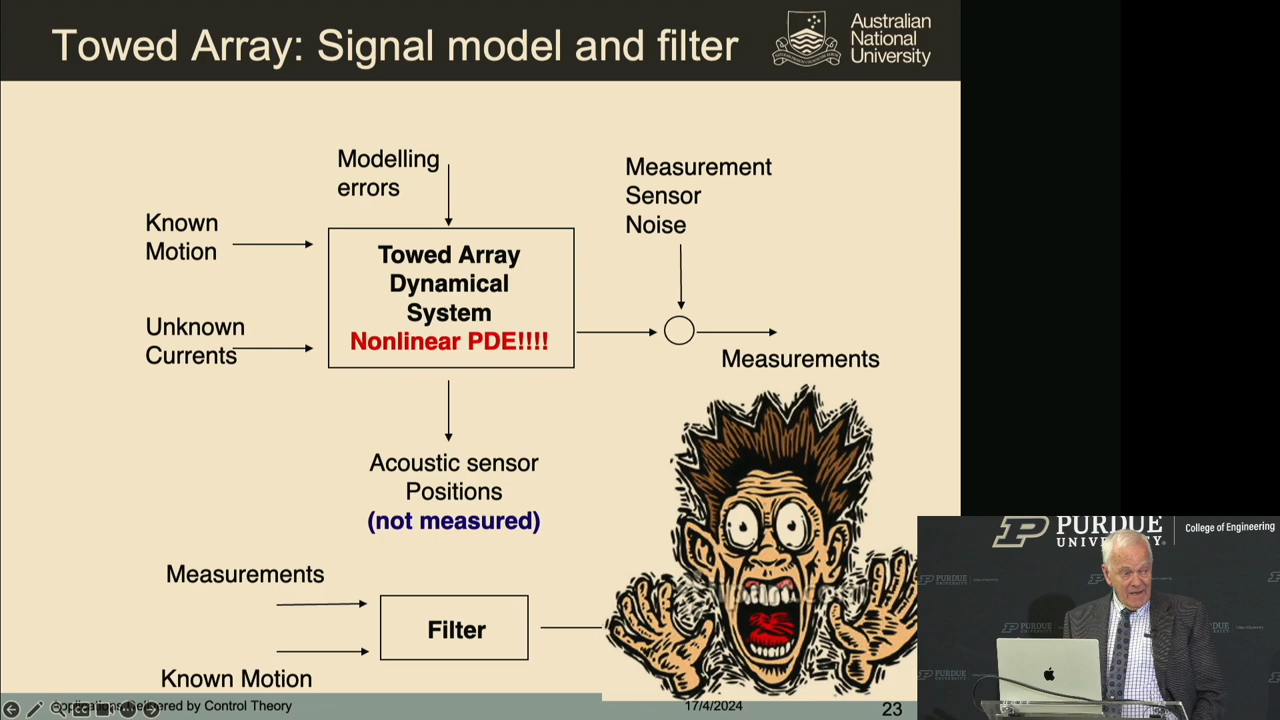 Towed Array: Signal model and filter
Australian
National
University
Modelling
errors
Measurement
Sensor
Noise
Known
Motion
Towed Array
Dynamical
System
Nonlinear PDE!!!!
Unknown
Currents
Measurements
Acoustic sensor
Positions
(not measured)
Measurements
Filter
Known Motion
Applications Delivered by Control Theory
17/4/2024
23
PURDUE
UNIVERSITY
College of Engineering